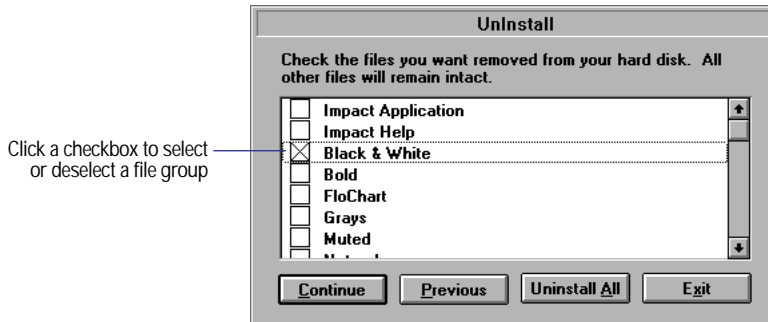 UnInstall
Check the files you want removed from your hard disk. All
other files will remain intact.
Impact Application
Impact Help
Click a checkbox to select
or deselect a file group
Black & White
Bold
FloChart
Grays
Muted
Continue
Previous
Uninstall All
Exit